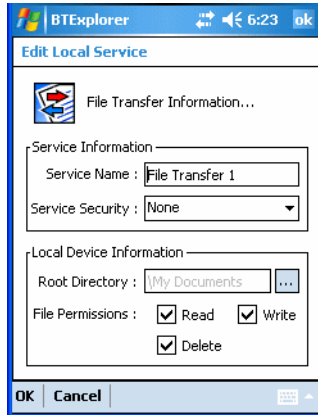 BTExplorer 6:23 ok
Edit Local Service
File Transfer Information...
Service Information
Service Name : File Transfer 1
Service Security : None
Local Device Information
Root Directory : \My Documents ...
File Permissions : Read Write
Delete
OK Cancel